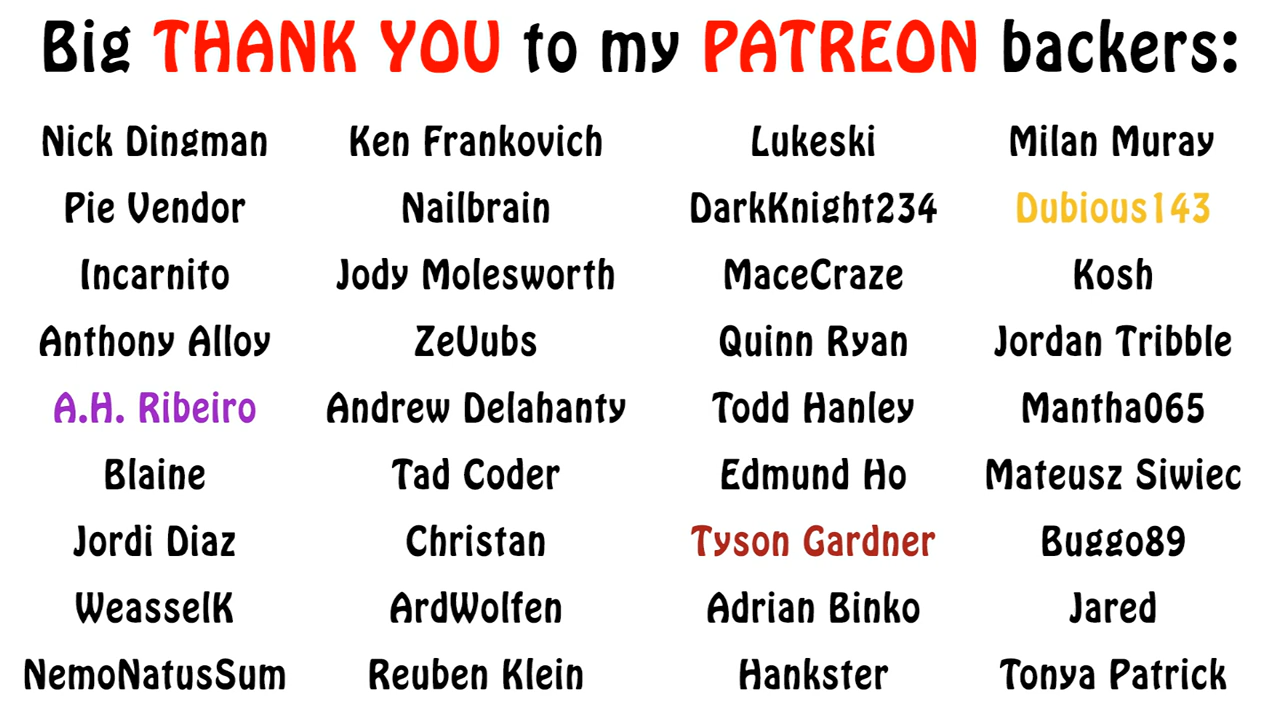 Big THANK YOU to my PATREON backers:
Nick Dingman Ken Frankovich Lukeski Milan Muray
Pie Vendor Nailbrain DarkKnight234 Dubious143
Incarnito Jody Molesworth MaceCraze Kosh
Anthony Alloy ZeVubs Quinn Ryan Jordan Tribble
A.H. Ribeiro Andrew Delahanty Todd Hanley Mantha065
Blaine Tad Coder Edmund Ho Mateusz Siwiec
Jordi Diaz Christan Tyson Gardner Buggo89
WeasselK ArdWolfen Adrian Binko Jared
NemoNatusSum Reuben Klein Hankster Tonya Patrick